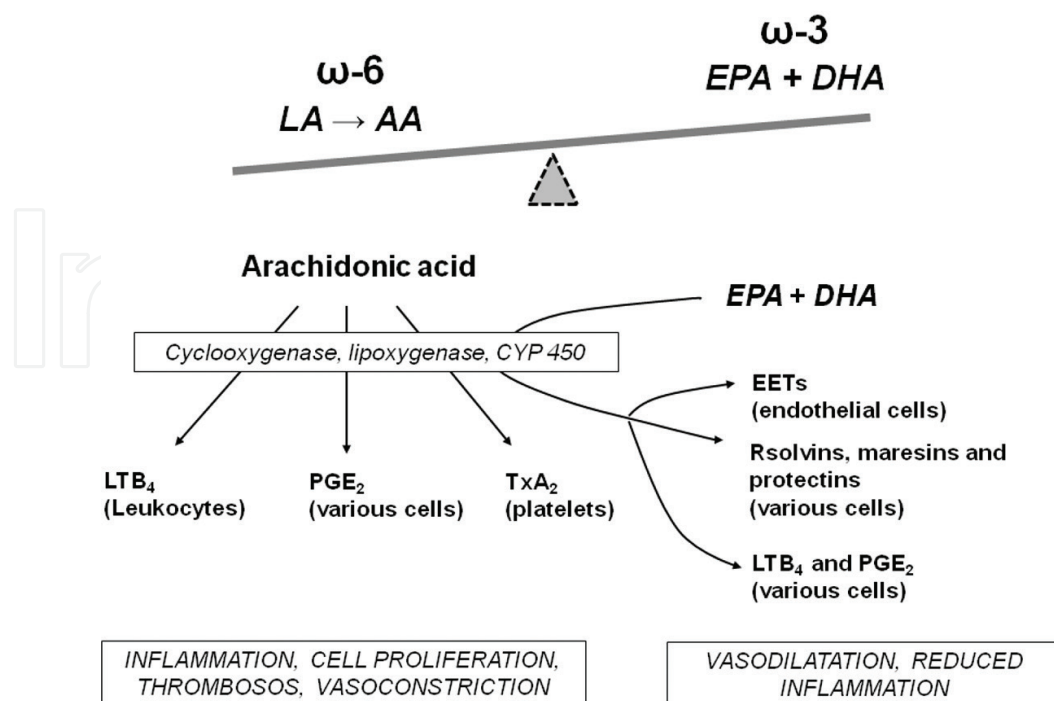 ω-3
EPA + DHA
ω-6
LA → AA
Arachidonic acid
EPA + DHA
Cyclooxygenase, lipoxygenase, CYP 450
EETs
(endothelial cells)
Rsolvins, maresins and
protectins
(various cells)
LTB₄
(Leukocytes)
PGE₂
(various cells)
TxA₂
(platelets)
LTB₄ and PGE₂
(various cells)
INFLAMMATION, CELL PROLIFERATION,
THROMBOSOS, VASOCONSTRICTION
VASODILATATION, REDUCED
INFLAMMATION